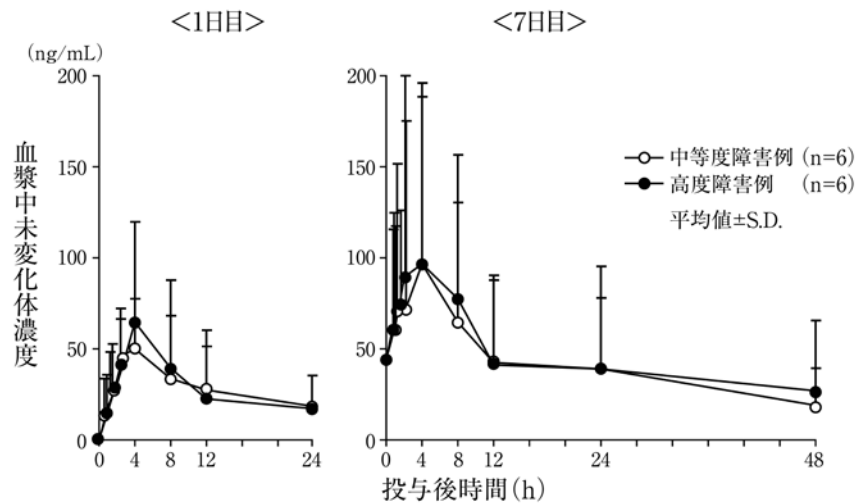 <1日目>
<7日目>
(ng/mL)
血漿中未変化体濃度
200
150
100
50
0
0 4 8 12 24
200
150
100
50
0
0 4 8 12 24 48
中等度障害例 (n=6)
高度障害例 (n=6)
平均値±S.D.
投与後時間(h)